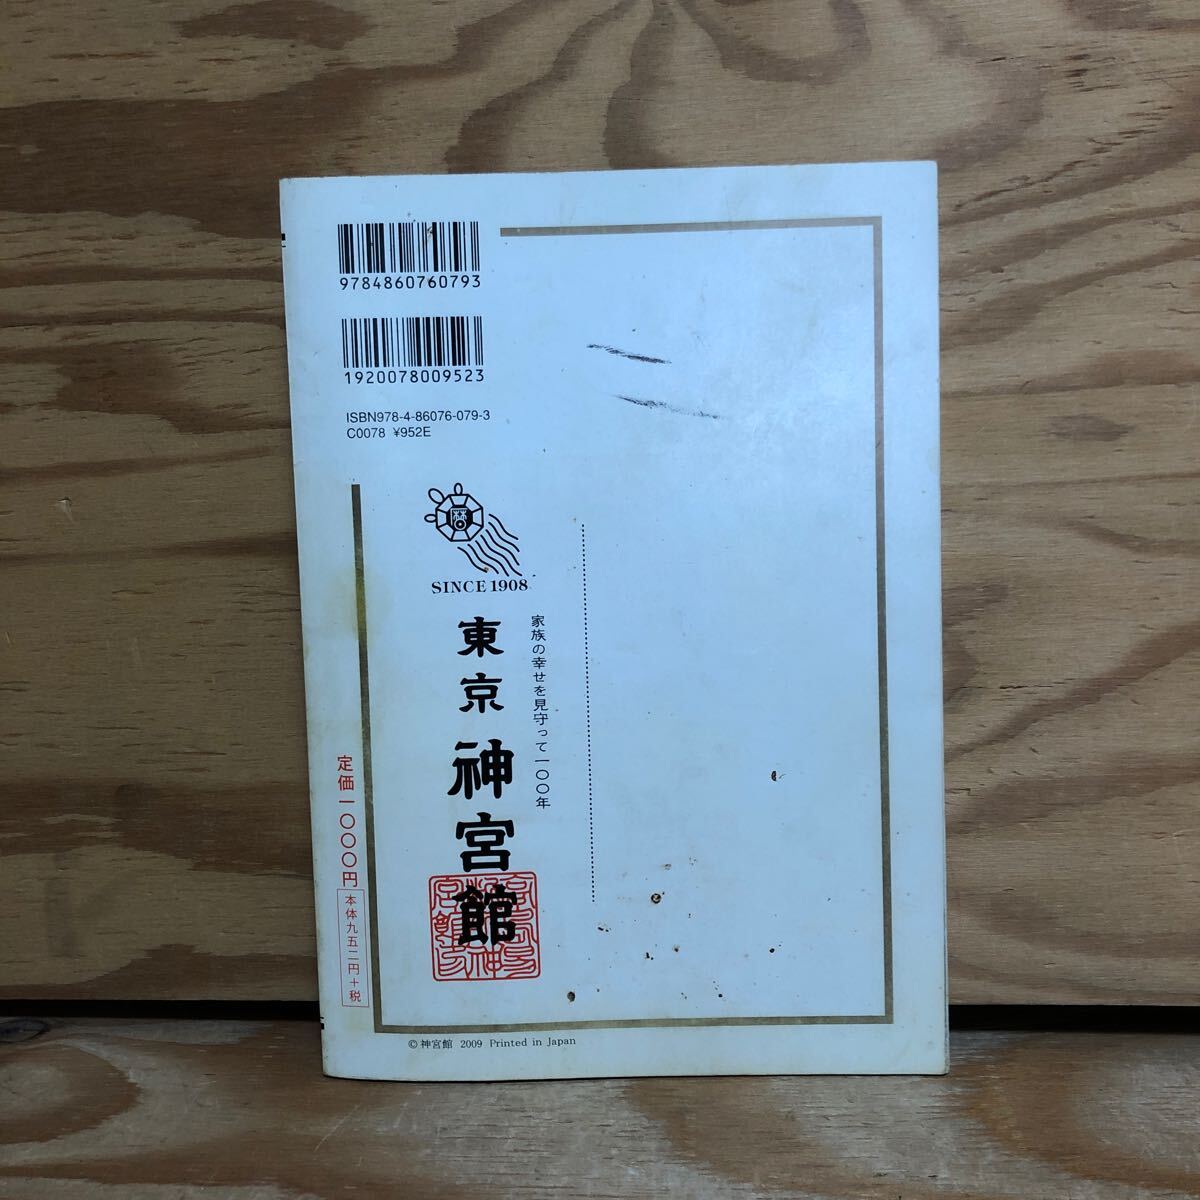 9784860760793
1920078009523
ISBN978-4-86076-079-3
C0078 ¥952E
暦
SINCE 1908
家族の幸せを見守って一〇〇年
東京 神宮館
定価一〇〇〇円
本体九五二円+税
© 神宮館 2009 Printed in Japan